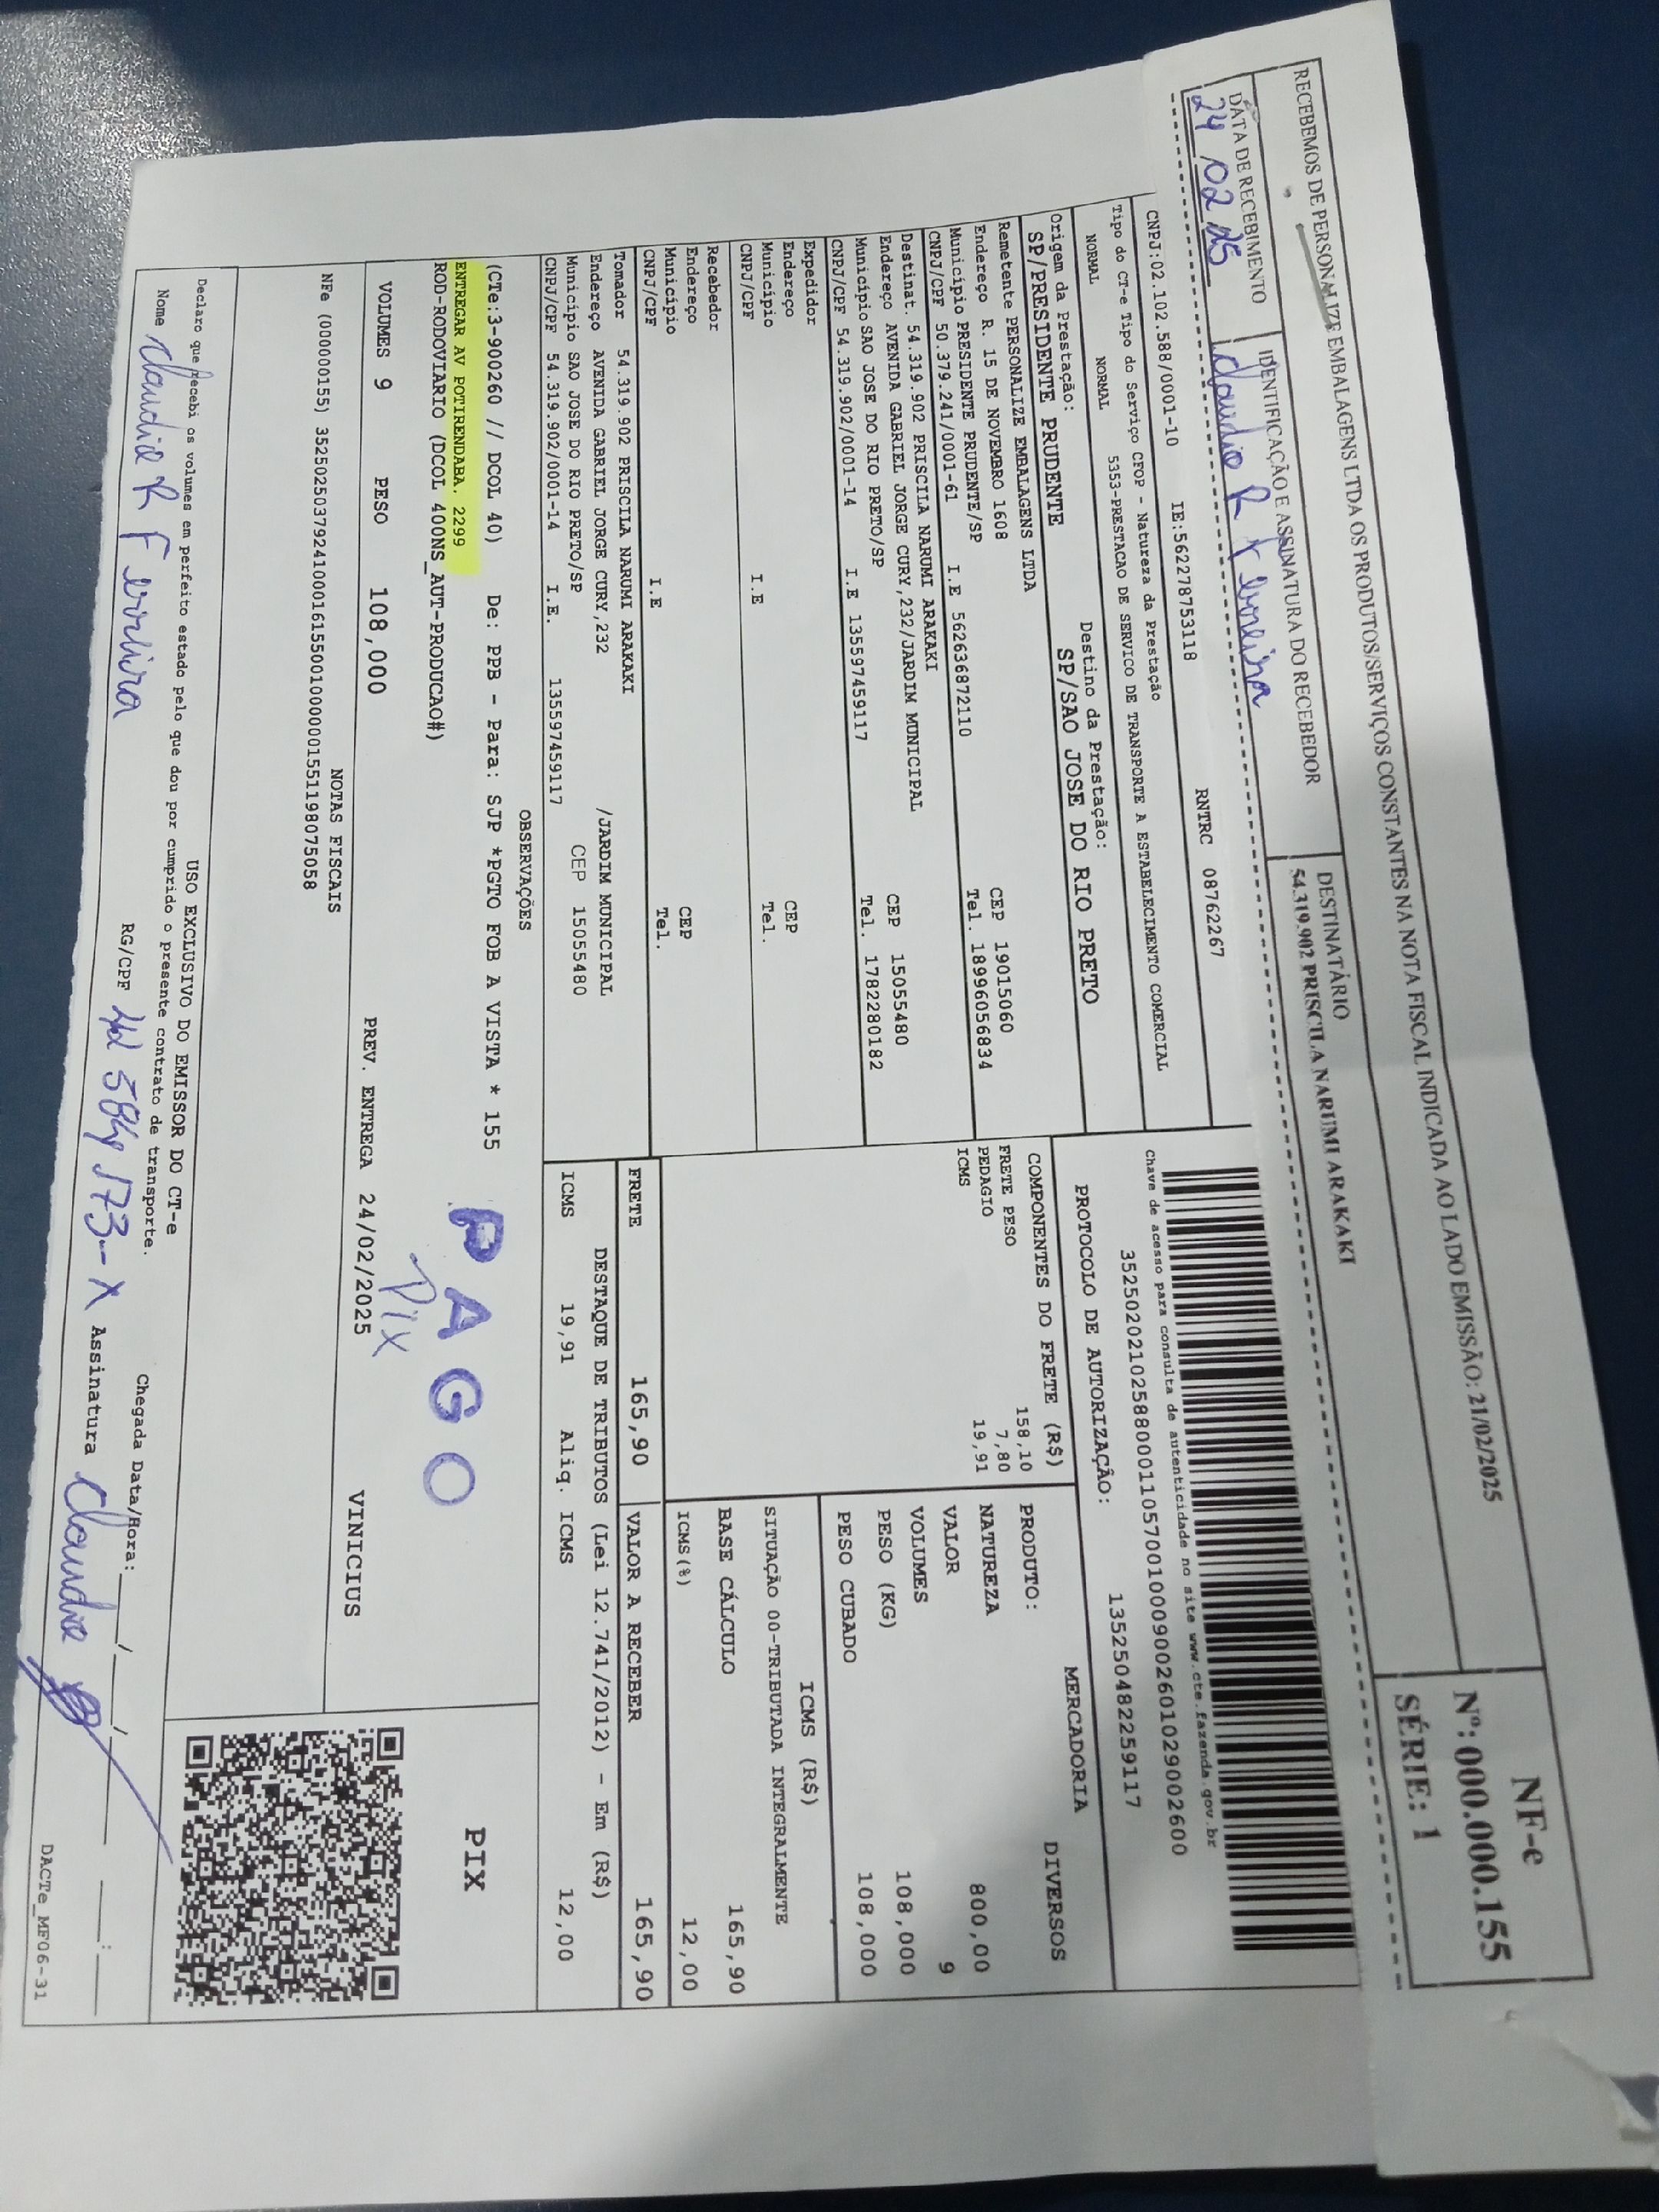 RECEBEMOS DE PERSONALIZE EMBALAGENS LTDA OS PRODUTOS/SERVIÇOS CONSTANTES NA NOTA FISCAL INDICADA AO LADO EMISSÃO: 21/02/2025
NF-e
Nº: 000.000.155
SÉRIE: 1
DATA DE RECEBIMENTO
24/02/25
IDENTIFICAÇÃO E ASSINATURA DO RECEBEDOR
Claudio R Ferreira
DESTINATÁRIO
54.319.902 PRISCILA NARUMI ARAKAKI
CNPJ:02.102.588/0001-10 IE:562278753118 RNTRC 08762267
Tipo do CT-e Tipo do Serviço CFOP - Natureza da Prestação
NORMAL NORMAL 5353-PRESTACAO DE SERVICO DE TRANSPORTE A ESTABELECIMENTO COMERCIAL
Chave de acesso para consulta de autenticidade no site www.cte.fazenda.gov.br
35250202102588000110570010009002601029002600
PROTOCOLO DE AUTORIZAÇÃO: 135250482259117
Origem da Prestação: Destino da Prestação:
SP/PRESIDENTE PRUDENTE SP/SAO JOSE DO RIO PRETO
Remetente PERSONALIZE EMBALAGENS LTDA
Endereço R. 15 DE NOVEMBRO 1608 CEP 19015060
Município PRESIDENTE PRUDENTE/SP Tel. 18996056834
CNPJ/CPF 50.379.241/0001-61 I.E 562636872110
Destinat. 54.319.902 PRISCILA NARUMI ARAKAKI
Endereço AVENIDA GABRIEL JORGE CURY,232/JARDIM MUNICIPAL CEP 15055480
Município SAO JOSE DO RIO PRETO/SP Tel. 1782280182
CNPJ/CPF 54.319.902/0001-14 I.E 135597459117
Expedidor
Endereço CEP
Município Tel.
CNPJ/CPF I.E
Recebedor
Endereço CEP
Município Tel.
CNPJ/CPF I.E
Tomador 54.319.902 PRISCILA NARUMI ARAKAKI
Endereço AVENIDA GABRIEL JORGE CURY,232 /JARDIM MUNICIPAL
Município SAO JOSE DO RIO PRETO/SP CEP 15055480
CNPJ/CPF 54.319.902/0001-14 I.E. 135597459117
COMPONENTES DO FRETE (R$)
FRETE PESO 158,10
PEDAGIO 7,80
ICMS 19,91
MERCADORIA
PRODUTO: DIVERSOS
NATUREZA
VALOR 800,00
VOLUMES 9
PESO (KG) 108,000
PESO CUBADO 108,000
ICMS (R$)
SITUAÇÃO 00-TRIBUTADA INTEGRALMENTE
BASE CÁLCULO 165,90
ICMS(%) 12,00
FRETE 165,90 VALOR A RECEBER 165,90
DESTAQUE DE TRIBUTOS (Lei 12.741/2012) - Em (R$)
ICMS 19,91 Aliq. ICMS 12,00
OBSERVAÇÕES
(CTe:3-900260 // DCOL 40) De: PPB - Para: SJP *PGTO FOB A VISTA * 155
ENTREGAR AV POTIRENDABA. 2299
ROD-RODOVIARIO (DCOL 400NS_AUT-PRODUCAO#)
PAGO
PIX
PIX
VOLUMES 9 PESO 108,000 PREV. ENTREGA 24/02/2025 VINICIUS
NOTAS FISCAIS
NFe (000000155) 35250250379241000161550010000001551198075058
USO EXCLUSIVO DO EMISSOR DO CT-e
Declaro que recebi os volumes em perfeito estado pelo que dou por cumprido o presente contrato de transporte.
Chegada Data/Hora: ___/___/___ ___:___
Nome Claudio R Ferreira RG/CPF Assinatura Claudio
DACTe_MF06-31